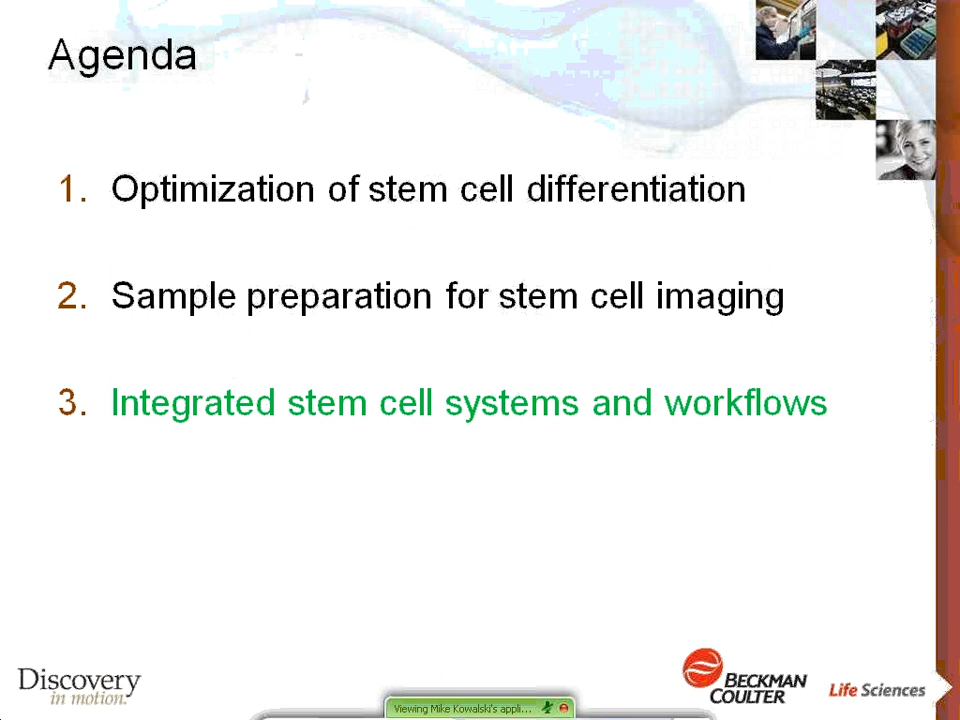 Agenda
1. Optimization of stem cell differentiation
2. Sample preparation for stem cell imaging
3. Integrated stem cell systems and workflows
Discovery
in motion.
BECKMAN
COULTER
Life Sciences
Viewing Mike Kowalski's appli...